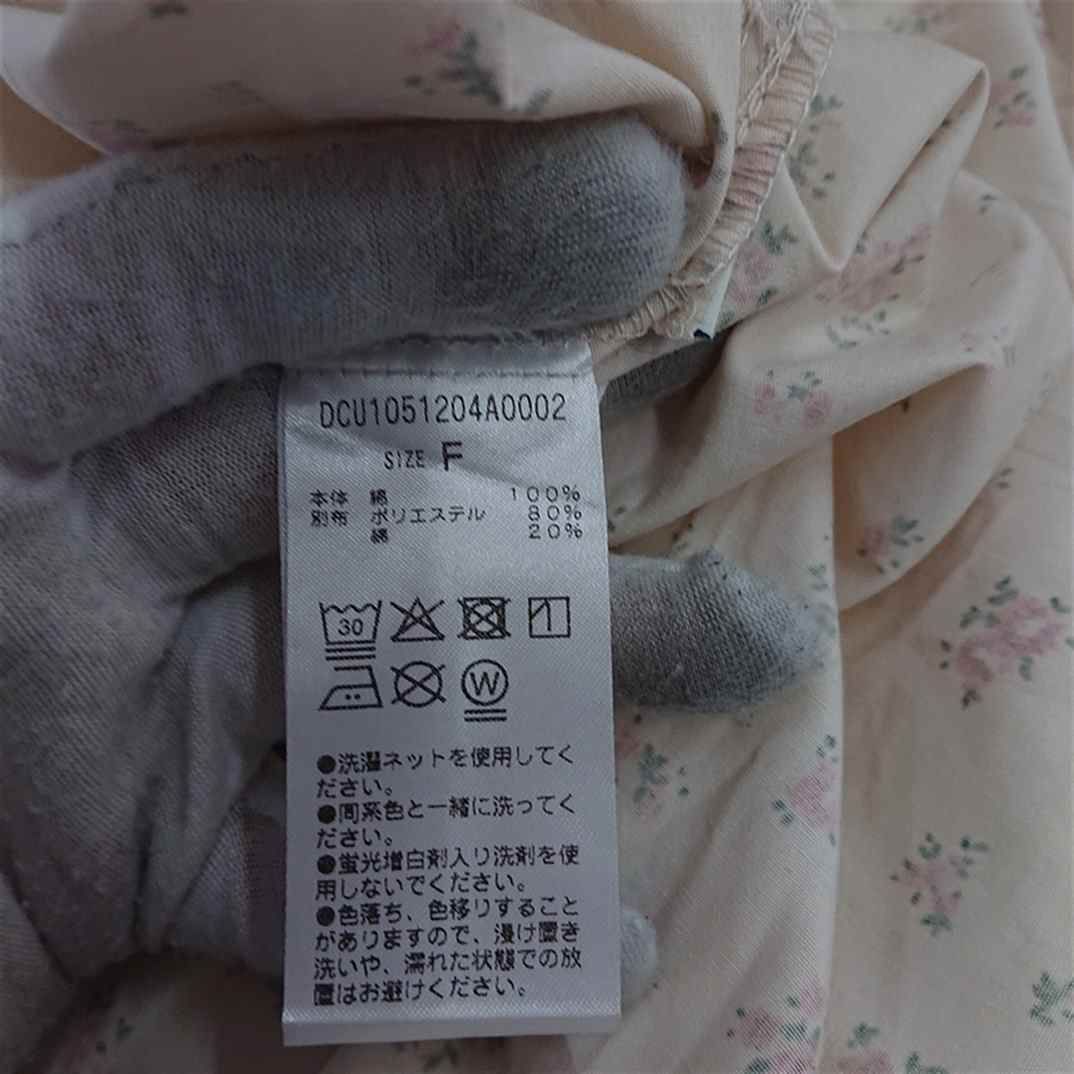 DCU1051204A0002
SIZE F
本体 綿 100%
別布 ポリエステル 80%
綿 20%
30
W
●洗濯ネットを使用してく
ださい。
●同系色と一緒に洗ってく
ださい。
●蛍光増白剤入り洗剤を使
用しないでください。
●色落ち、色移りすること
がありますので、浸け置き
洗いや、濡れた状態での放
置はお避けください。